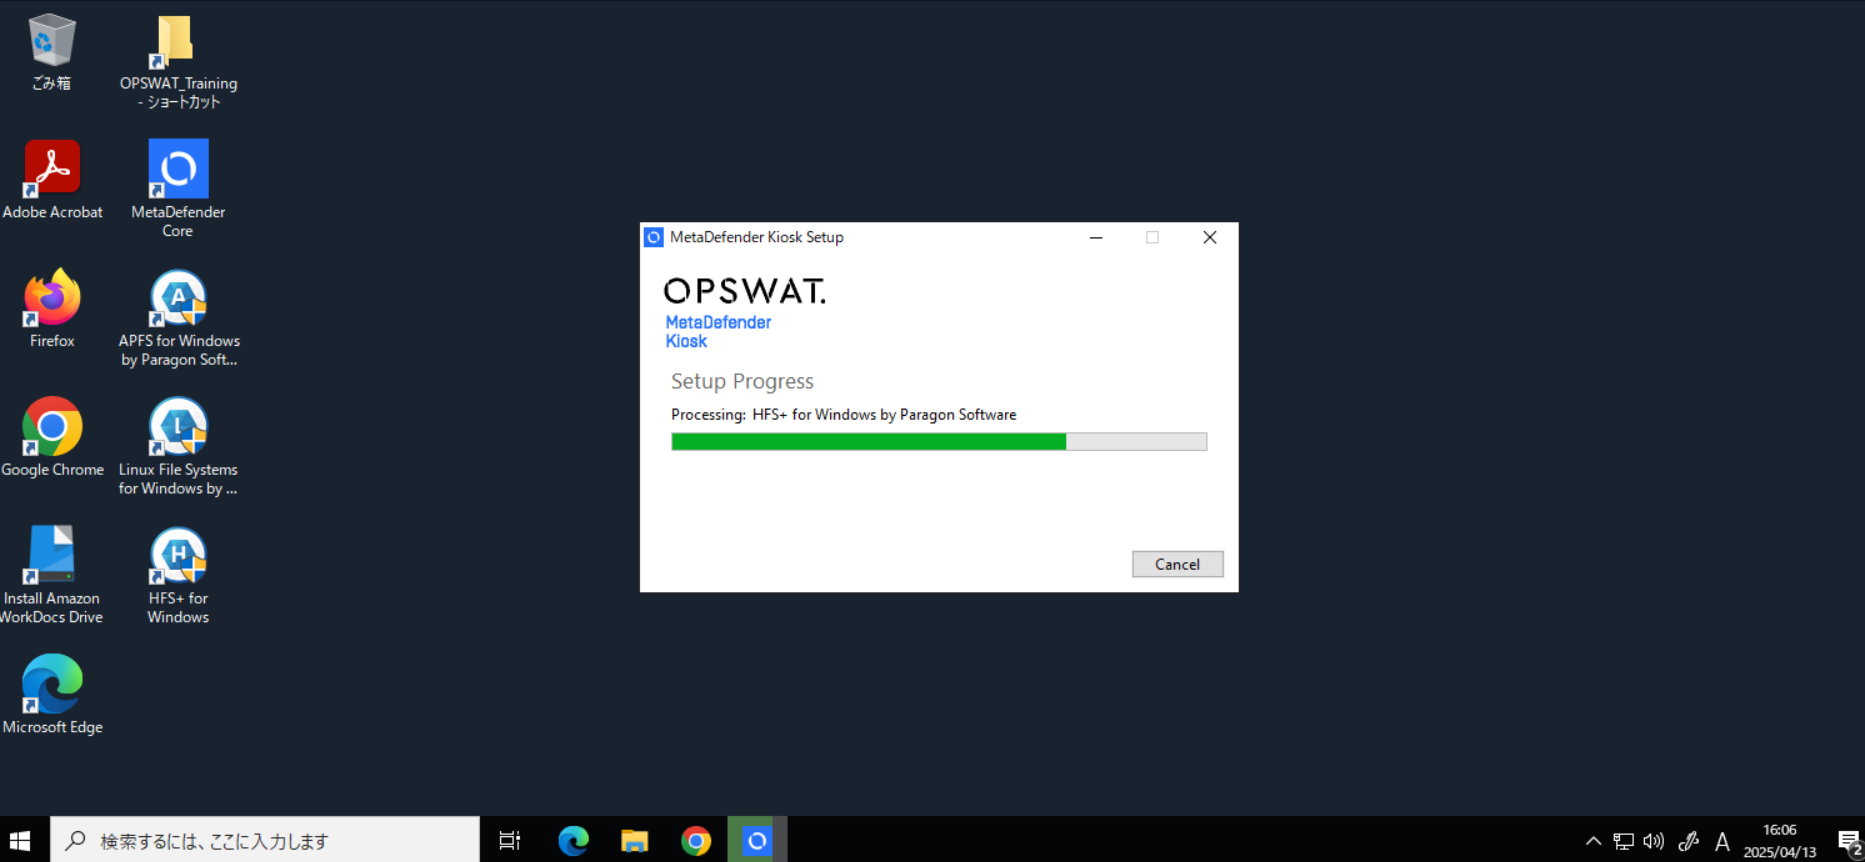 ごみ箱
OPSWAT_Training
- ショートカット
Adobe Acrobat
MetaDefender
Core
Firefox
APFS for Windows
by Paragon Soft...
Google Chrome
Linux File Systems
for Windows by ...
Install Amazon
WorkDocs Drive
HFS+ for
Windows
Microsoft Edge
MetaDefender Kiosk Setup
OPSWAT.
MetaDefender
Kiosk
Setup Progress
Processing: HFS+ for Windows by Paragon Software
Cancel
検索するには、ここに入力します
A
16:06
2025/04/13
2